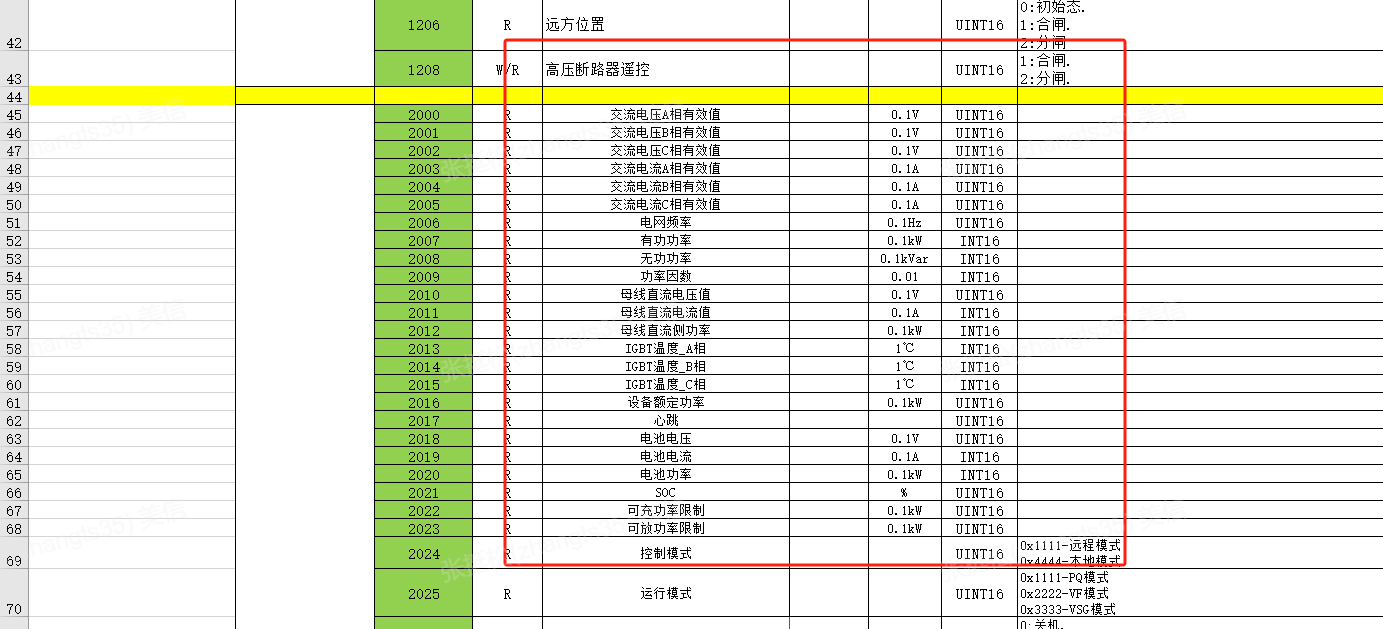 0:初始态.
42 1206 R 远方位置 UINT16 1:合闸.
2:分闸
43 1208 W/R 高压断路器遥控 UINT16 1:合闸.
2:分闸.
44
45 2000 R 交流电压A相有效值 0.1V UINT16
46 2001 R 交流电压B相有效值 0.1V UINT16
47 2002 R 交流电压C相有效值 0.1V UINT16
48 2003 R 交流电流A相有效值 0.1A UINT16
49 2004 R 交流电流B相有效值 0.1A UINT16
50 2005 R 交流电流C相有效值 0.1A UINT16
51 2006 R 电网频率 0.1Hz UINT16
52 2007 R 有功功率 0.1kW INT16
53 2008 R 无功功率 0.1kVar INT16
54 2009 R 功率因数 0.01 INT16
55 2010 R 母线直流电压值 0.1V UINT16
56 2011 R 母线直流电流值 0.1A INT16
57 2012 R 母线直流侧功率 0.1kW INT16
58 2013 R IGBT温度_A相 1℃ INT16
59 2014 R IGBT温度_B相 1℃ INT16
60 2015 R IGBT温度_C相 1℃ INT16
61 2016 R 设备额定功率 0.1kW UINT16
62 2017 R 心跳 UINT16
63 2018 R 电池电压 0.1V UINT16
64 2019 R 电池电流 0.1A INT16
65 2020 R 电池功率 0.1kW INT16
66 2021 R SOC % UINT16
67 2022 R 可充功率限制 0.1kW UINT16
68 2023 R 可放功率限制 0.1kW UINT16
69 2024 R 控制模式 UINT16 0x1111-远程模式
0x4444-本地模式
70 2025 R 运行模式 UINT16 0x1111-PQ模式
0x2222-VF模式
0x3333-VSG模式
0:关机.